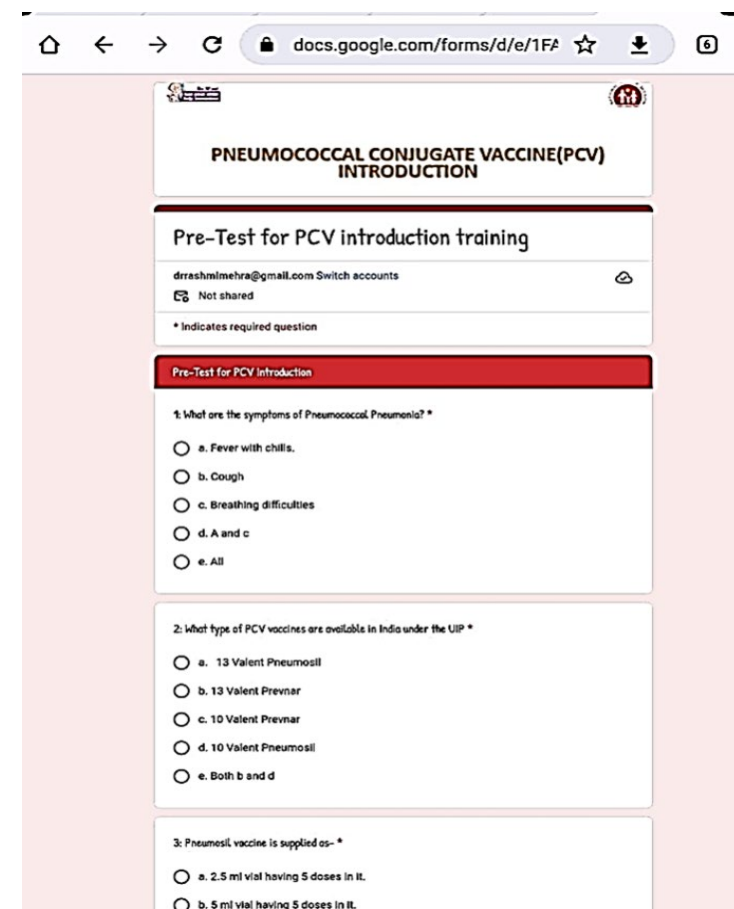 docs.google.com/forms/d/e/1FA
6
PNEUMOCOCCAL CONJUGATE VACCINE(PCV)
INTRODUCTION
Pre-Test for PCV introduction training
drrashmimehra@gmail.com Switch accounts
Not shared
* Indicates required question
Pre-Test for PCV Introduction
1: What are the symptoms of Pneumococcal Pneumonia? *
a. Fever with chills.
b. Cough
c. Breathing difficulties
d. A and c
e. All
2: What type of PCV vaccines are available in India under the UIP *
a. 13 Valent Pneumosil
b. 13 Valent Prevnar
c. 10 Valent Prevnar
d. 10 Valent Pneumosil
e. Both b and d
3: Pneumosil vaccine is supplied as- *
a. 2.5 ml vial having 5 doses in it.
b. 5 ml vial having 5 doses in it.